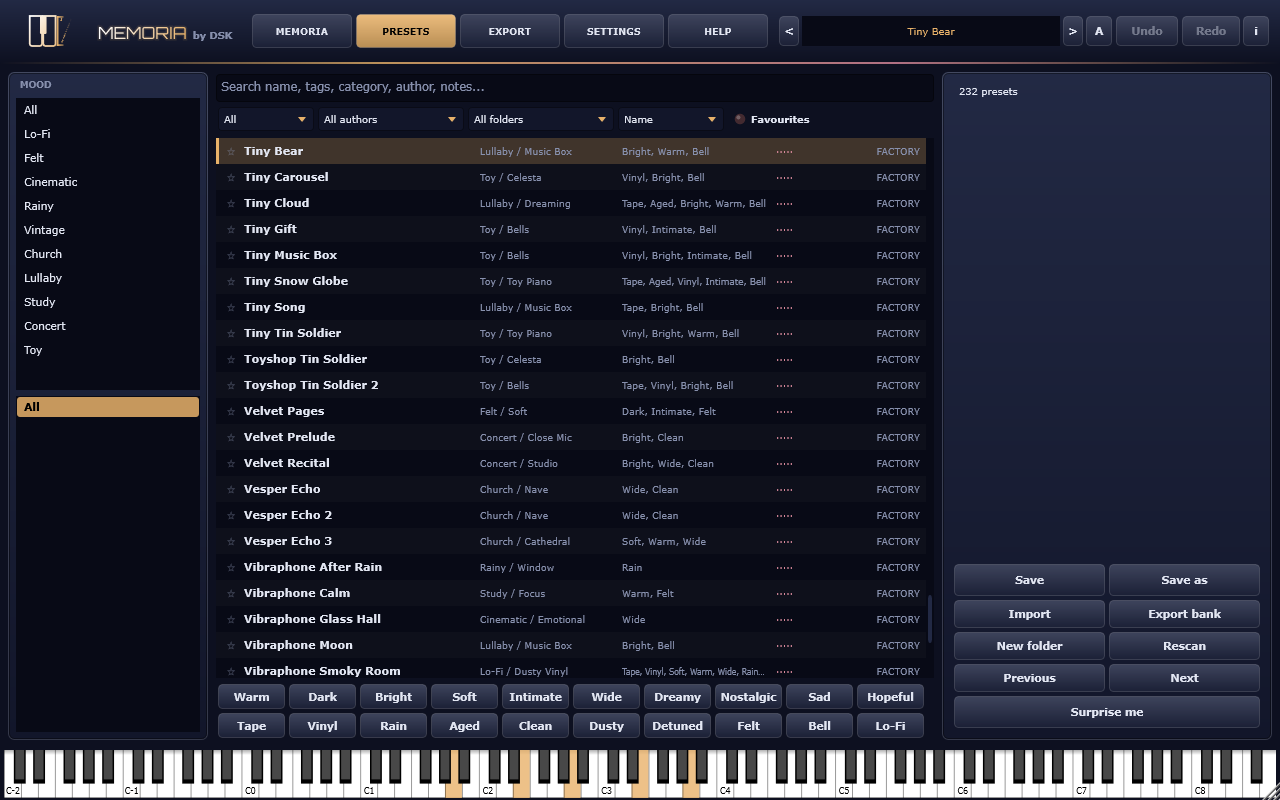 MEMORIA by DSK MEMORIA PRESETS EXPORT SETTINGS HELP < Tiny Bear > A Undo Redo i
MOOD
All
Lo-Fi
Felt
Cinematic
Rainy
Vintage
Church
Lullaby
Study
Concert
Toy
All
Search name, tags, category, author, notes...
All All authors All folders Name Favourites
☆ Tiny Bear Lullaby / Music Box Bright, Warm, Bell ····· FACTORY
☆ Tiny Carousel Toy / Celesta Vinyl, Bright, Bell ····· FACTORY
☆ Tiny Cloud Lullaby / Dreaming Tape, Aged, Bright, Warm, Bell ····· FACTORY
☆ Tiny Gift Toy / Bells Vinyl, Intimate, Bell ····· FACTORY
☆ Tiny Music Box Toy / Bells Vinyl, Bright, Intimate, Bell ····· FACTORY
☆ Tiny Snow Globe Toy / Toy Piano Tape, Aged, Vinyl, Intimate, Bell ····· FACTORY
☆ Tiny Song Lullaby / Music Box Tape, Bright, Bell ····· FACTORY
☆ Tiny Tin Soldier Toy / Toy Piano Vinyl, Bright, Warm, Bell ····· FACTORY
☆ Toyshop Tin Soldier Toy / Celesta Bright, Bell ····· FACTORY
☆ Toyshop Tin Soldier 2 Toy / Bells Tape, Vinyl, Bright, Bell ····· FACTORY
☆ Velvet Pages Felt / Soft Dark, Intimate, Felt ····· FACTORY
☆ Velvet Prelude Concert / Close Mic Bright, Clean ····· FACTORY
☆ Velvet Recital Concert / Studio Bright, Wide, Clean ····· FACTORY
☆ Vesper Echo Church / Nave Wide, Clean ····· FACTORY
☆ Vesper Echo 2 Church / Nave Wide, Clean ····· FACTORY
☆ Vesper Echo 3 Church / Cathedral Soft, Warm, Wide ····· FACTORY
☆ Vibraphone After Rain Rainy / Window Rain ····· FACTORY
☆ Vibraphone Calm Study / Focus Warm, Felt ····· FACTORY
☆ Vibraphone Glass Hall Cinematic / Emotional Wide ····· FACTORY
☆ Vibraphone Moon Lullaby / Music Box Bright, Bell ····· FACTORY
☆ Vibraphone Smoky Room Lo-Fi / Dusty Vinyl Tape, Vinyl, Soft, Warm, Wide, Rain... ····· FACTORY
Warm Dark Bright Soft Intimate Wide Dreamy Nostalgic Sad Hopeful
Tape Vinyl Rain Aged Clean Dusty Detuned Felt Bell Lo-Fi
232 presets
Save Save as
Import Export bank
New folder Rescan
Previous Next
Surprise me
C-2 C-1 C0 C1 C2 C3 C4 C5 C6 C7 C8